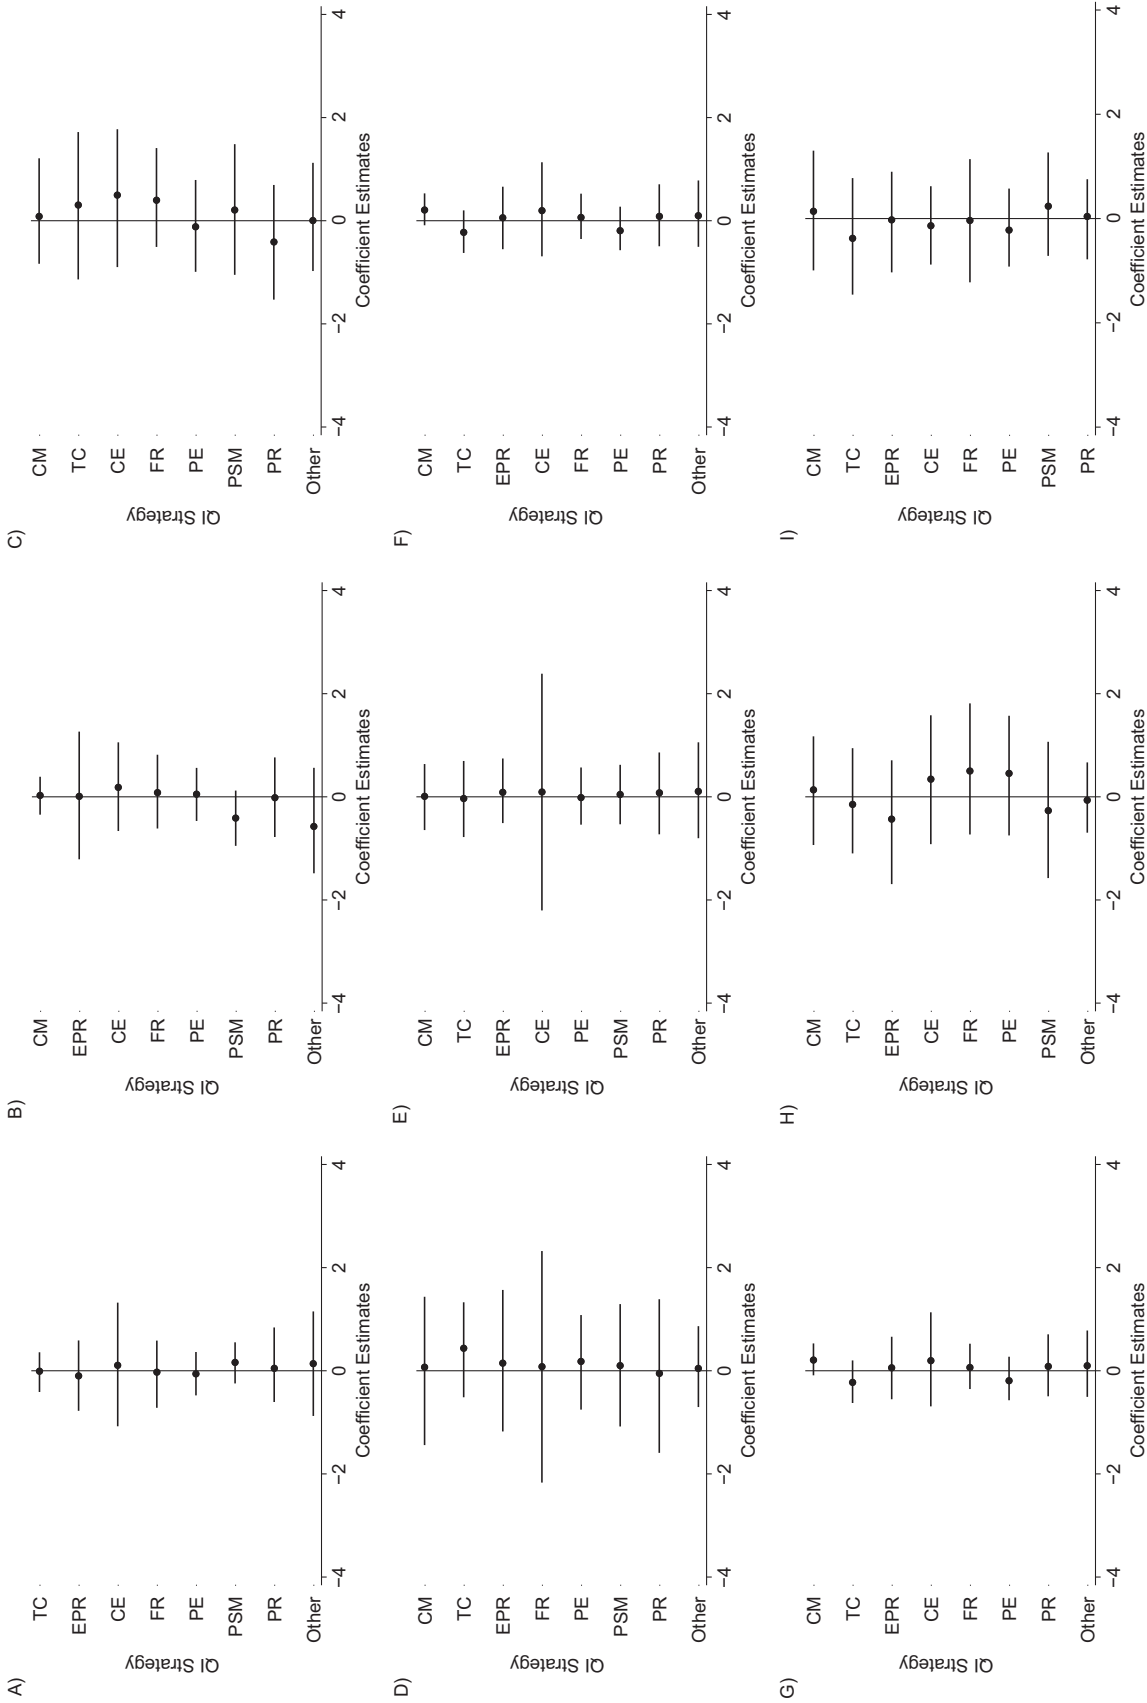 A)
QI Strategy
TC
EPR
CE
FR
PE
PSM
PR
Other
−4 −2 0 2 4
Coefficient Estimates
B)
QI Strategy
CM
EPR
CE
FR
PE
PSM
PR
Other
−4 −2 0 2 4
Coefficient Estimates
C)
QI Strategy
CM
TC
CE
FR
PE
PSM
PR
Other
−4 −2 0 2 4
Coefficient Estimates
D)
QI Strategy
CM
TC
EPR
FR
PE
PSM
PR
Other
−4 −2 0 2 4
Coefficient Estimates
E)
QI Strategy
CM
TC
EPR
CE
PE
PSM
PR
Other
−4 −2 0 2 4
Coefficient Estimates
F)
QI Strategy
CM
TC
EPR
CE
FR
PE
PR
Other
−4 −2 0 2 4
Coefficient Estimates
G)
QI Strategy
CM
TC
EPR
CE
FR
PE
PR
Other
−4 −2 0 2 4
Coefficient Estimates
H)
QI Strategy
CM
TC
EPR
CE
FR
PE
PSM
Other
−4 −2 0 2 4
Coefficient Estimates
I)
QI Strategy
CM
TC
EPR
CE
FR
PE
PSM
PR
−4 −2 0 2 4
Coefficient Estimates